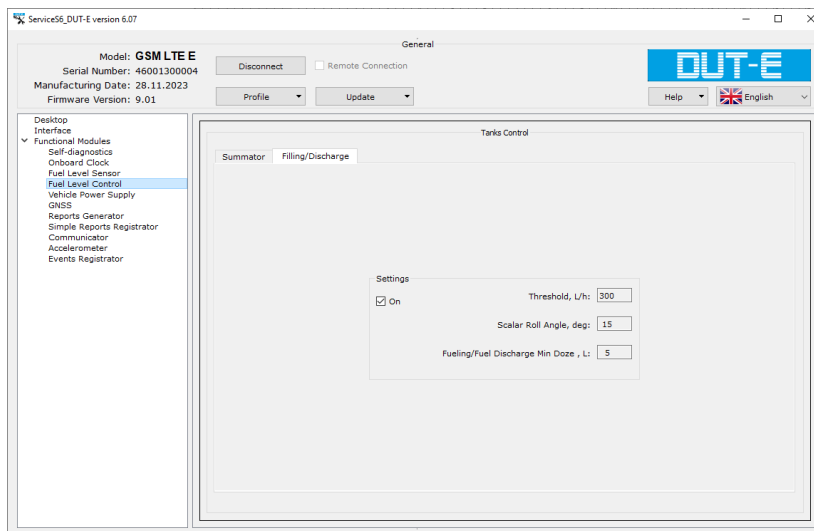 ServiceS6_DUT-E version 6.07
General
Model: GSM LTE E
Serial Number: 46001300004
Manufacturing Date: 28.11.2023
Firmware Version: 9.01
Disconnect
Remote Connection
Profile
Update
DUT-E
Help
English
Desktop
Interface
Functional Modules
Self-diagnostics
Onboard Clock
Fuel Level Sensor
Fuel Level Control
Vehicle Power Supply
GNSS
Reports Generator
Simple Reports Registrator
Communicator
Accelerometer
Events Registrator
Tanks Control
Summator
Filling/Discharge
Settings
On
Threshold, L/h: 300
Scalar Roll Angle, deg: 15
Fueling/Fuel Discharge Min Doze , L: 5